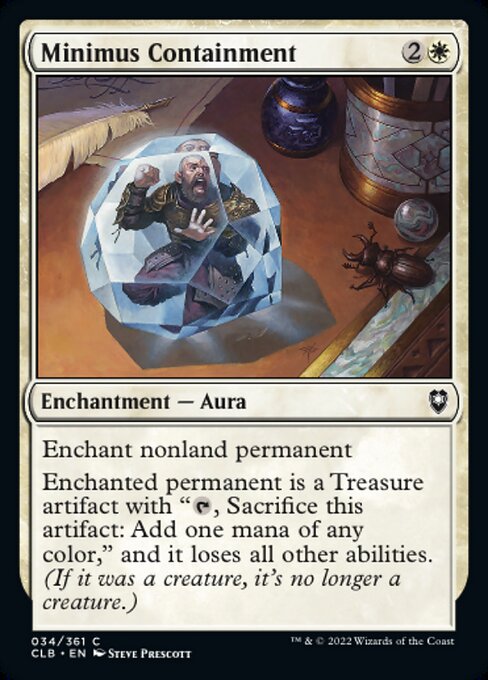 Minimus Containment 2
Enchantment — Aura
Enchant nonland permanent
Enchanted permanent is a Treasure
artifact with “, Sacrifice this
artifact: Add one mana of any
color,” and it loses all other abilities.
(If it was a creature, it’s no longer a
creature.)
034/361 C
™ & © 2022 Wizards of the Coast
CLB • EN Steve Prescott